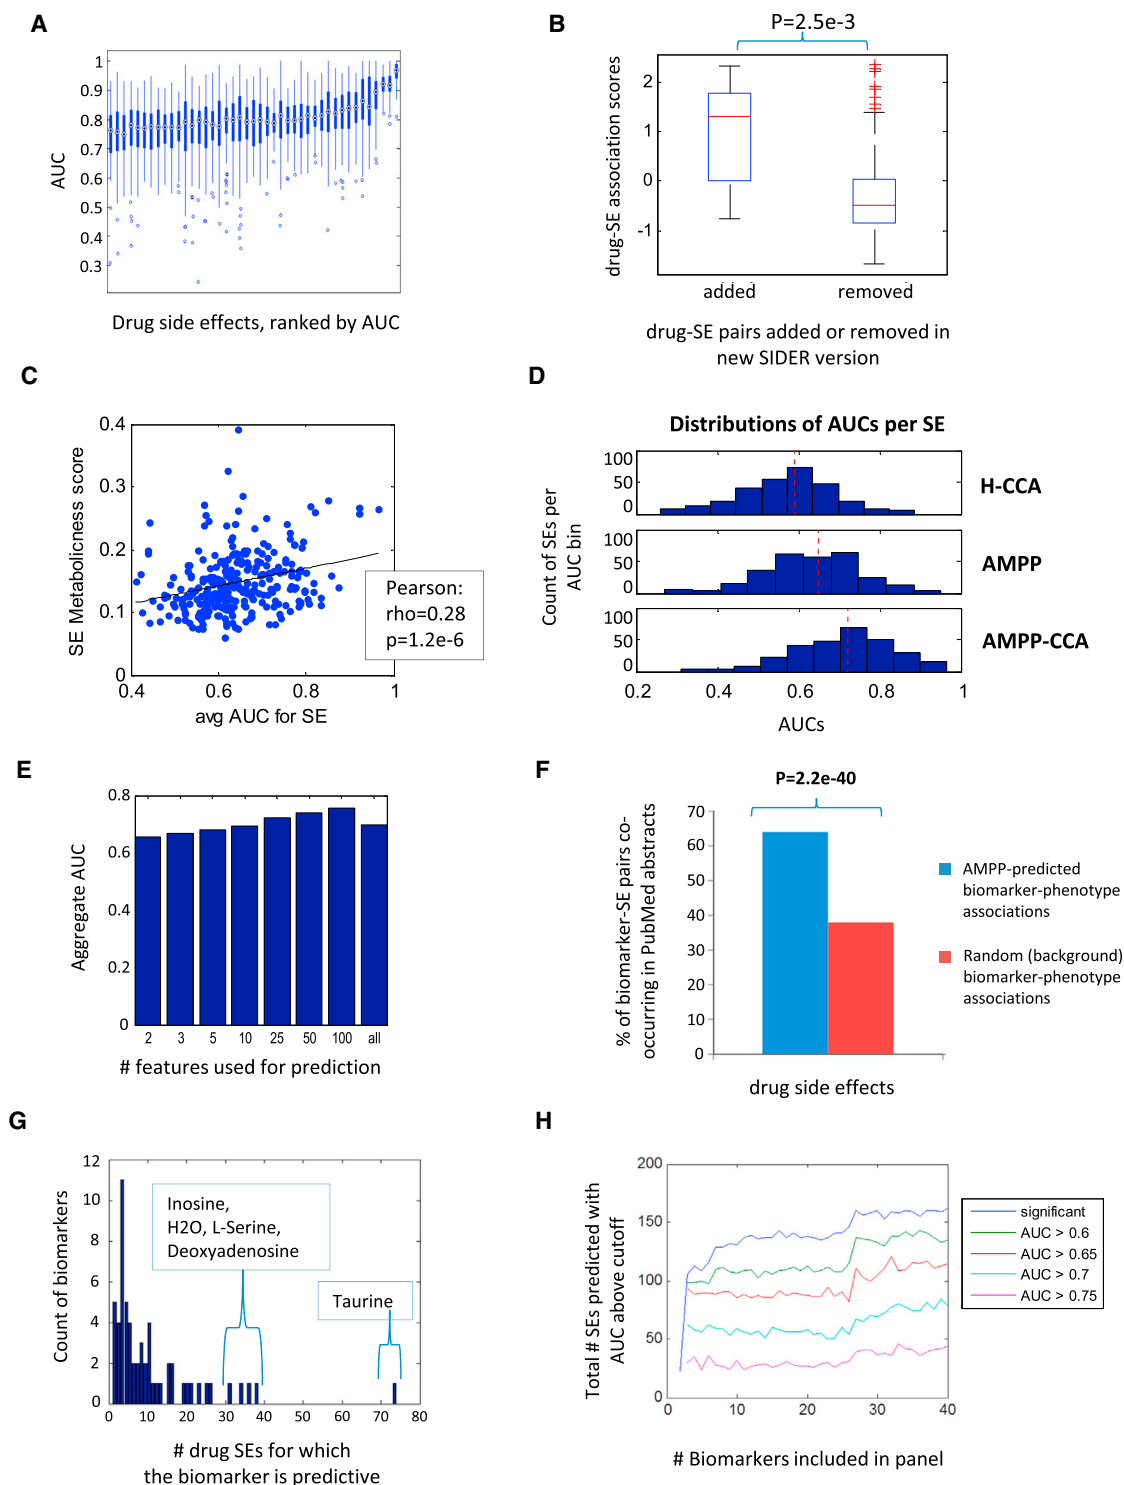 A
1
0.9
0.8
0.7
0.6
0.5
0.4
0.3
AUC
Drug side effects, ranked by AUC
B
P=2.5e-3
2
1
0
-1
drug-SE association scores
added
removed
drug-SE pairs added or removed in
new SIDER version
C
0.4
0.3
0.2
0.1
0
SE Metabolicness score
Pearson:
rho=0.28
p=1.2e-6
0.4
0.6
0.8
1
avg AUC for SE
D
Distributions of AUCs per SE
100
50
0
H-CCA
100
50
0
AMPP
100
50
0
AMPP-CCA
Count of SEs per
AUC bin
0.2
0.4
0.6
0.8
1
AUCs
E
0.8
0.6
0.4
0.2
0
Aggregate AUC
2
3
5
10
25
50
100
all
# features used for prediction
F
P=2.2e-40
70
60
50
40
30
20
10
0
% of biomarker-SE pairs co-
occurring in PubMed abstracts
AMPP-predicted
biomarker-phenotype
associations
Random (background)
biomarker-phenotype
associations
drug side effects
G
12
10
8
6
4
2
0
Count of biomarkers
Inosine,
H2O, L-Serine,
Deoxyadenosine
Taurine
0
10
20
30
40
50
60
70
80
# drug SEs for which
the biomarker is predictive
H
200
150
100
50
0
Total # SEs predicted with
AUC above cutoff
significant
AUC > 0.6
AUC > 0.65
AUC > 0.7
AUC > 0.75
0
10
20
30
40
# Biomarkers included in panel